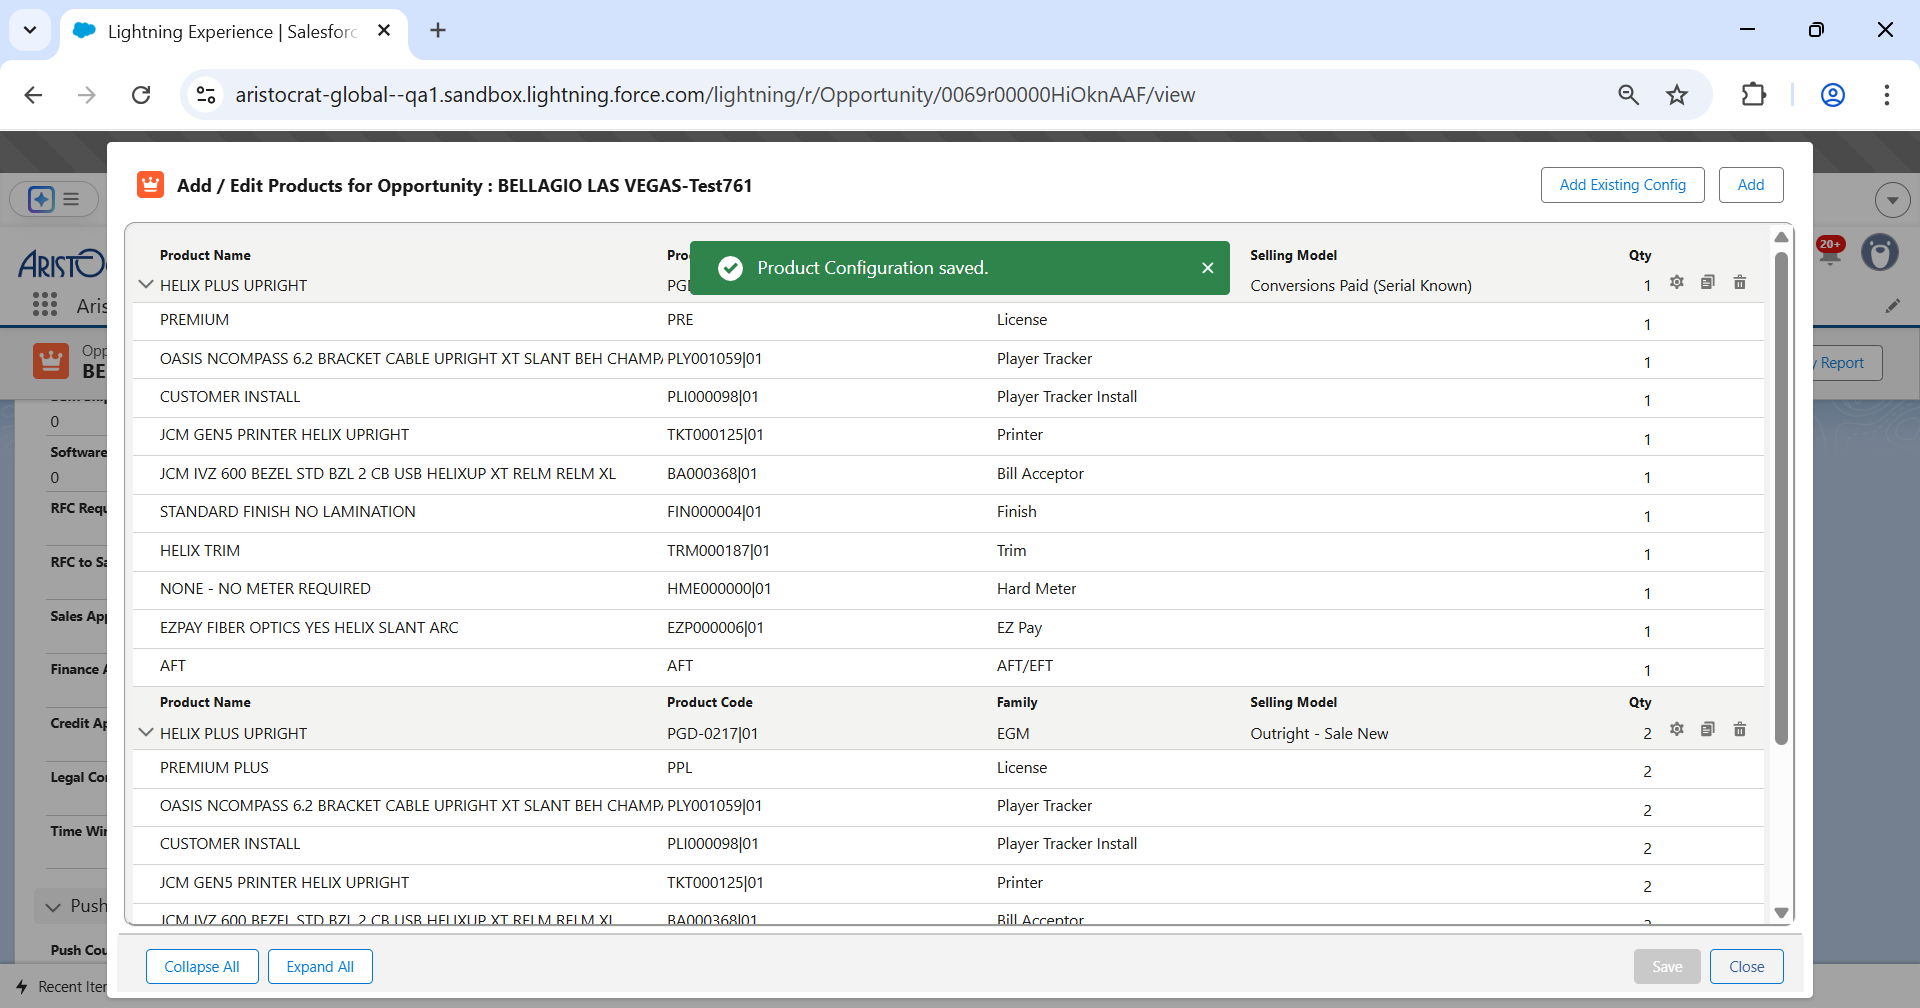 Lightning Experience | Salesforc
aristocrat-global--qa1.sandbox.lightning.force.com/lightning/r/Opportunity/0069r00000HiOknAAF/view
Add / Edit Products for Opportunity : BELLAGIO LAS VEGAS-Test761
Add Existing Config
Add
Product Configuration saved.
20+
ARISTO
Aris
Opp
BE
y Report
0
Software
0
RFC Requ
RFC to Sa
Sales App
Finance A
Credit Ap
Legal Con
Time Win
Push
Push Cou
Recent Iter
Product Name Pro Selling Model Qty
HELIX PLUS UPRIGHT PGD Conversions Paid (Serial Known) 1
PREMIUM PRE License 1
OASIS NCOMPASS 6.2 BRACKET CABLE UPRIGHT XT SLANT BEH CHAMPA PLY001059|01 Player Tracker 1
CUSTOMER INSTALL PLI000098|01 Player Tracker Install 1
JCM GEN5 PRINTER HELIX UPRIGHT TKT000125|01 Printer 1
JCM IVZ 600 BEZEL STD BZL 2 CB USB HELIXUP XT RELM RELM XL BA000368|01 Bill Acceptor 1
STANDARD FINISH NO LAMINATION FIN000004|01 Finish 1
HELIX TRIM TRM000187|01 Trim 1
NONE - NO METER REQUIRED HME000000|01 Hard Meter 1
EZPAY FIBER OPTICS YES HELIX SLANT ARC EZP000006|01 EZ Pay 1
AFT AFT AFT/EFT 1
Product Name Product Code Family Selling Model Qty
HELIX PLUS UPRIGHT PGD-0217|01 EGM Outright - Sale New 2
PREMIUM PLUS PPL License 2
OASIS NCOMPASS 6.2 BRACKET CABLE UPRIGHT XT SLANT BEH CHAMPA PLY001059|01 Player Tracker 2
CUSTOMER INSTALL PLI000098|01 Player Tracker Install 2
JCM GEN5 PRINTER HELIX UPRIGHT TKT000125|01 Printer 2
JCM IVZ 600 BEZEL STD BZL 2 CB USB HELIXUP XT RELM RELM XL BA000368|01 Bill Acceptor 2
Collapse All
Expand All
Save
Close